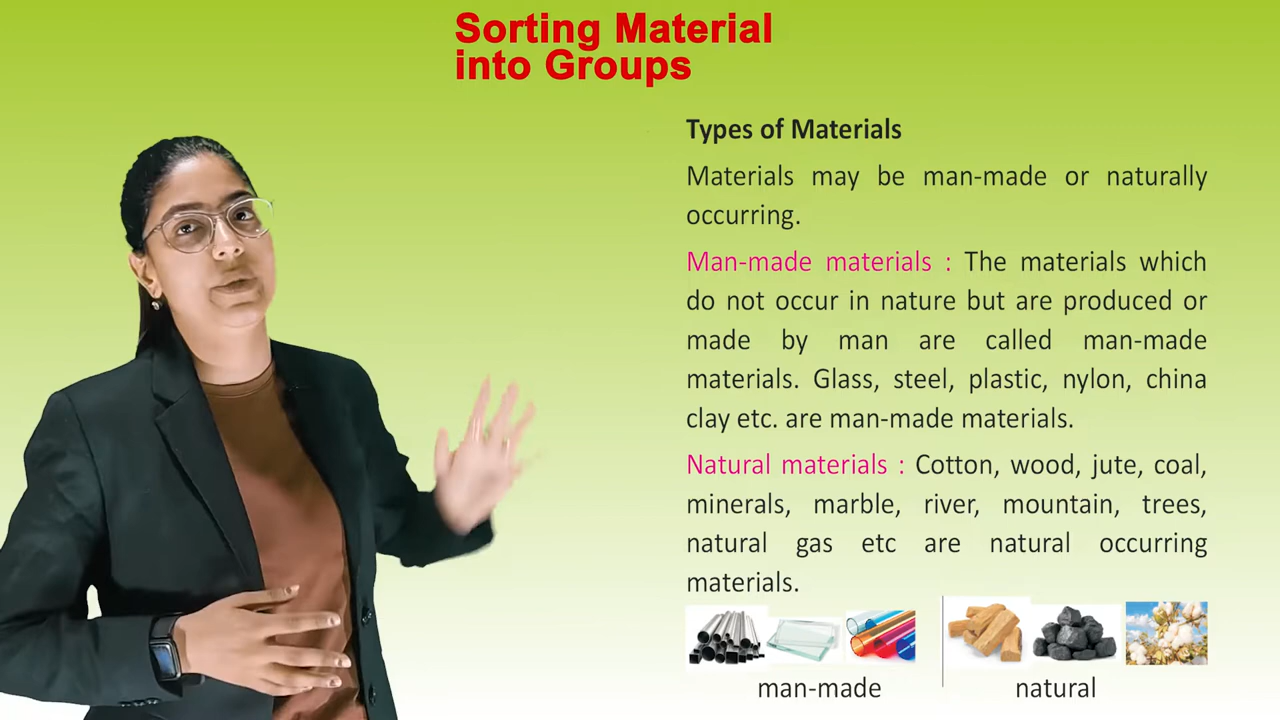 Sorting Material
into Groups
Types of Materials
Materials may be man-made or naturally
occurring.
Man-made materials : The materials which
do not occur in nature but are produced or
made by man are called man-made
materials. Glass, steel, plastic, nylon, china
clay etc. are man-made materials.
Natural materials : Cotton, wood, jute, coal,
minerals, marble, river, mountain, trees,
natural gas etc are natural occurring
materials.
man-made
natural